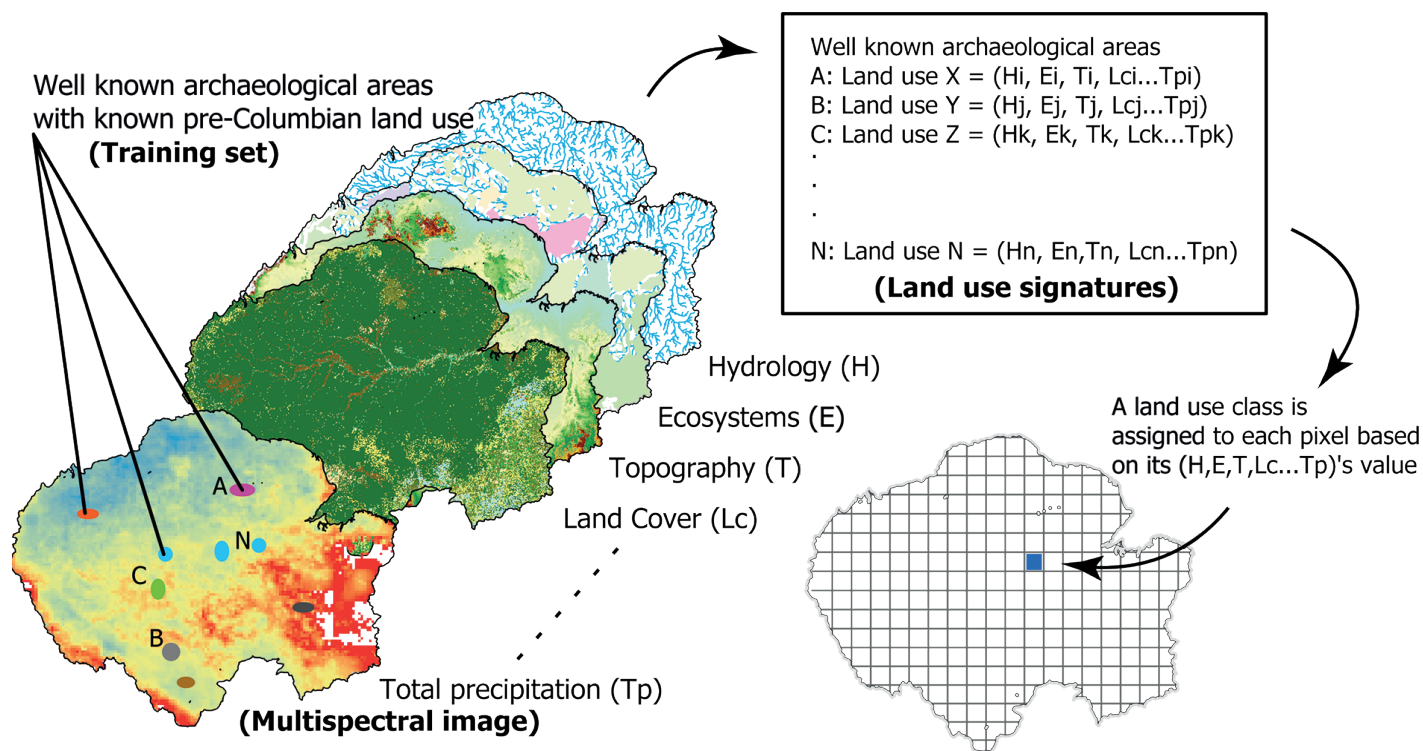 Well known archaeological areas
with known pre-Columbian land use
(Training set)
Well known archaeological areas
A: Land use X = (Hi, Ei, Ti, Lci...Tpi)
B: Land use Y = (Hj, Ej, Tj, Lcj...Tpj)
C: Land use Z = (Hk, Ek, Tk, Lck...Tpk)
.
.
.
N: Land use N = (Hn, En,Tn, Lcn...Tpn)
(Land use signatures)
Hydrology (H)
Ecosystems (E)
Topography (T)
Land Cover (Lc)
Total precipitation (Tp)
(Multispectral image)
A
N
C
B
A land use class is
assigned to each pixel based
on its (H,E,T,Lc...Tp)'s value